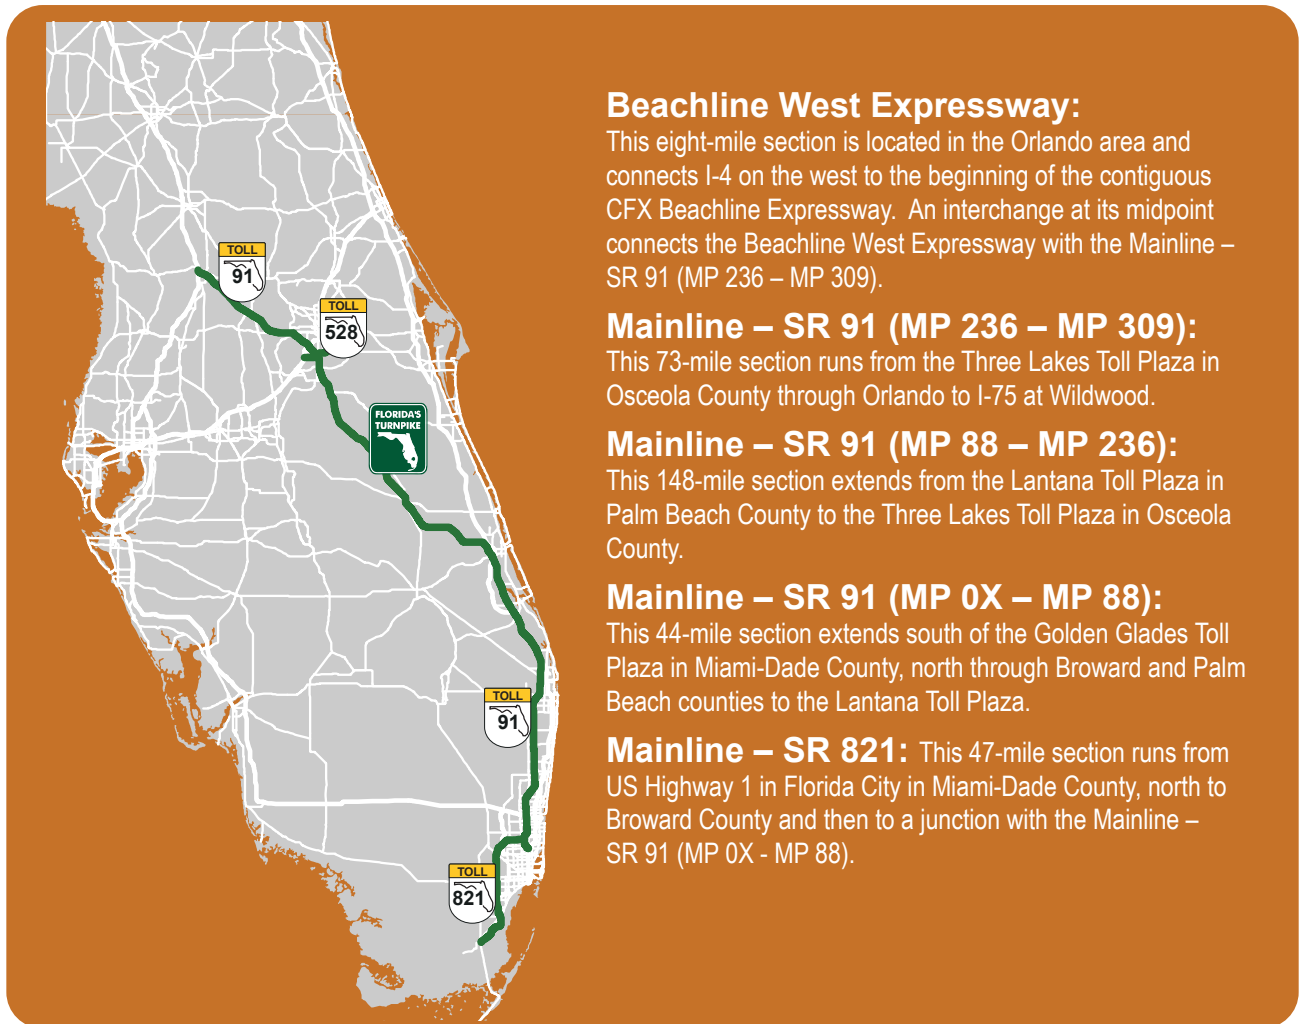 TOLL
91
TOLL
528
FLORIDA'S
TURNPIKE
TOLL
91
TOLL
821
Beachline West Expressway:
This eight-mile section is located in the Orlando area and
connects I-4 on the west to the beginning of the contiguous
CFX Beachline Expressway.  An interchange at its midpoint
connects the Beachline West Expressway with the Mainline –
SR 91 (MP 236 – MP 309).
Mainline – SR 91 (MP 236 – MP 309):
This 73-mile section runs from the Three Lakes Toll Plaza in
Osceola County through Orlando to I-75 at Wildwood.
Mainline – SR 91 (MP 88 – MP 236):
This 148-mile section extends from the Lantana Toll Plaza in
Palm Beach County to the Three Lakes Toll Plaza in Osceola
County.
Mainline – SR 91 (MP 0X – MP 88):
This 44-mile section extends south of the Golden Glades Toll
Plaza in Miami-Dade County, north through Broward and Palm
Beach counties to the Lantana Toll Plaza.
Mainline – SR 821: This 47-mile section runs from
US Highway 1 in Florida City in Miami-Dade County, north to
Broward County and then to a junction with the Mainline –
SR 91 (MP 0X - MP 88).